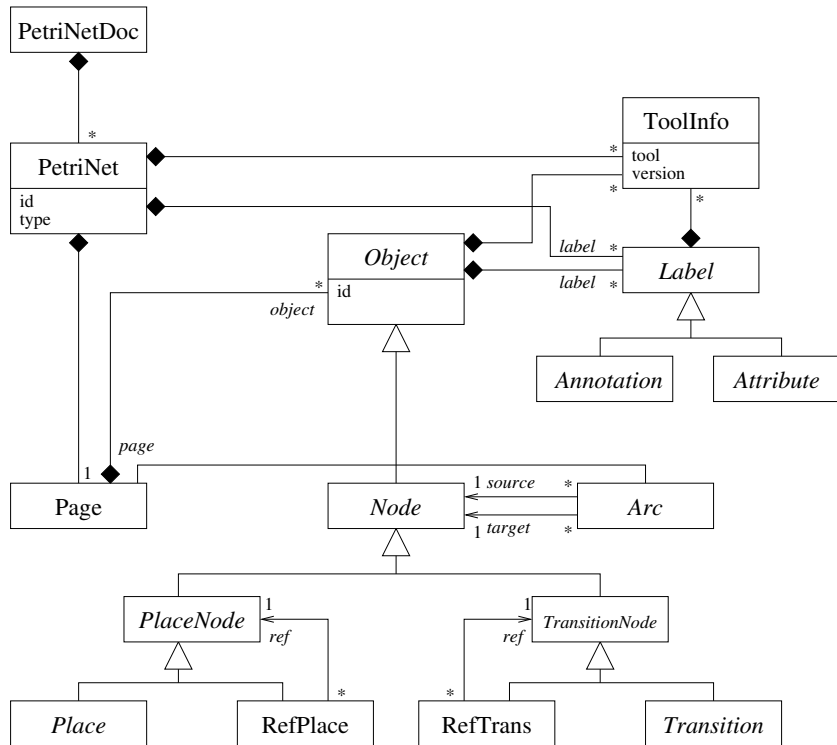 PetriNetDoc
*
PetriNet
id
type
*
ToolInfo
tool
version
*
*
Object
id
label
*
label
*
Label
*
object
Annotation
Attribute
page
1
Page
Node
1 source
*
1 target
*
Arc
PlaceNode
1
ref
1
ref
TransitionNode
*
*
Place
RefPlace
RefTrans
Transition